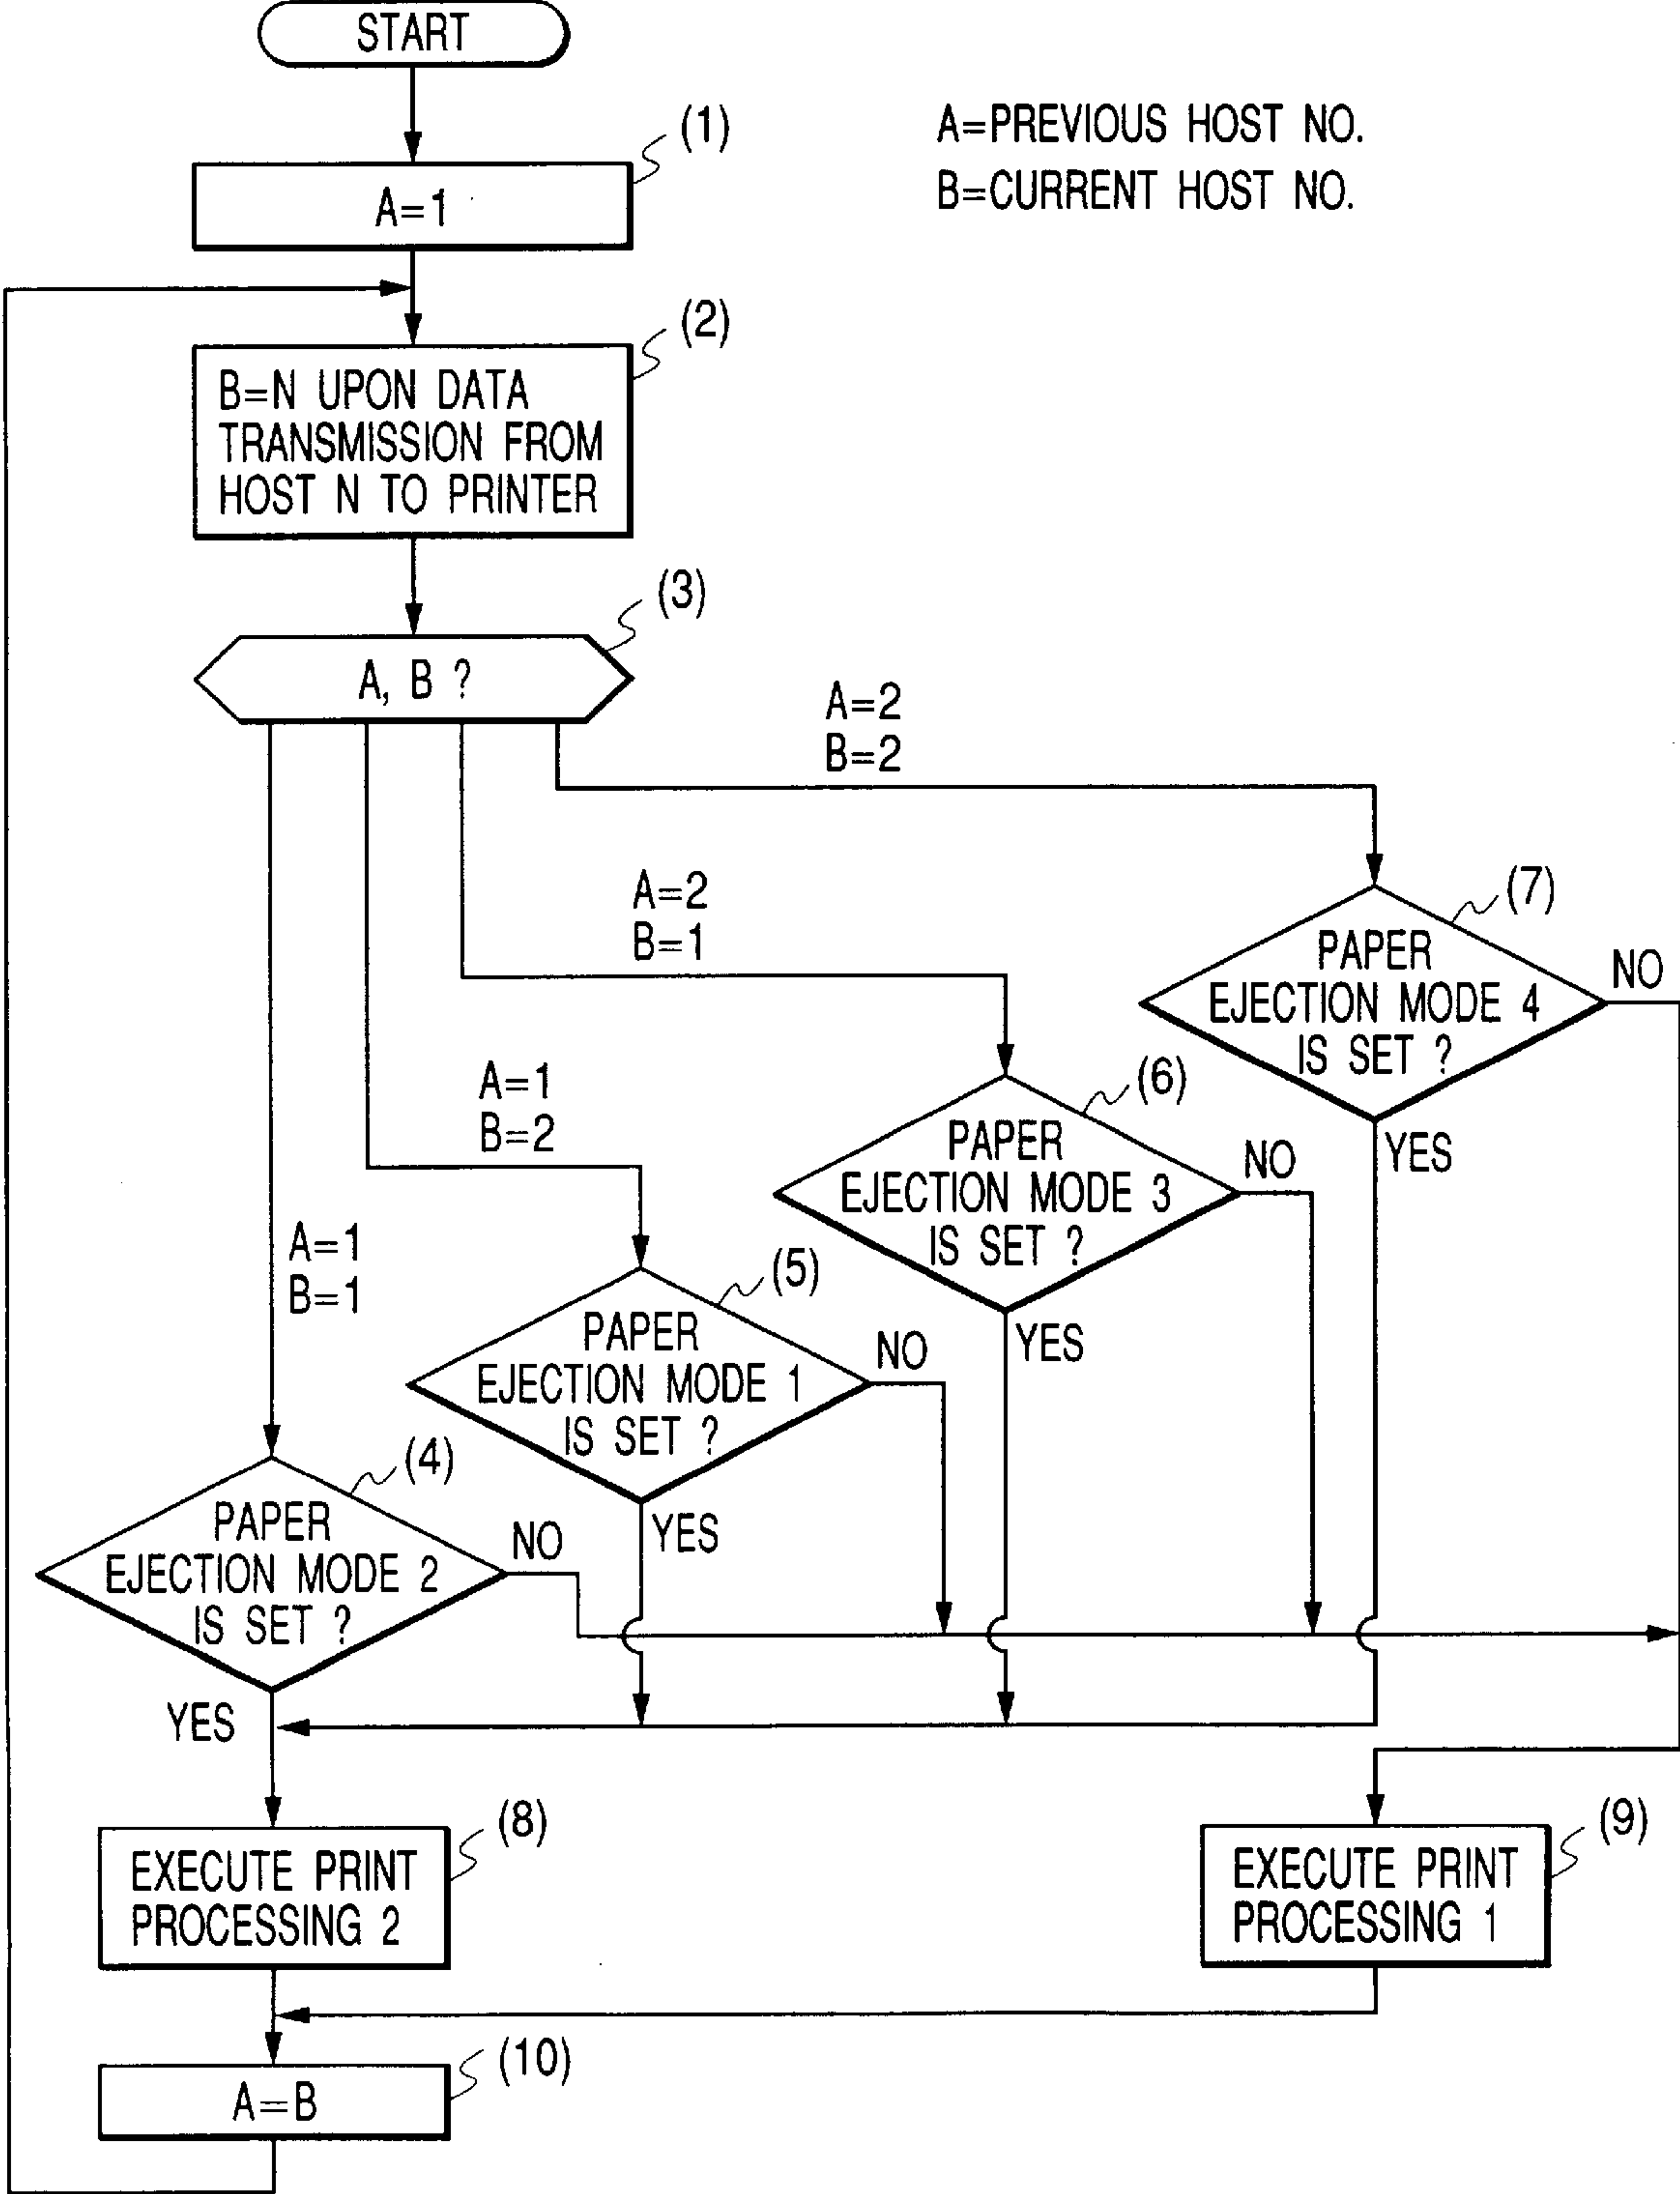 START
(1)
A=PREVIOUS HOST NO.
B=CURRENT HOST NO.
A=1
(2)
B=N UPON DATA
TRANSMISSION FROM
HOST N TO PRINTER
(3)
A, B ?
A=2
B=2
A=2
B=1
(7)
PAPER
EJECTION MODE 4
IS SET ?
NO
YES
A=1
B=2
(6)
PAPER
EJECTION MODE 3
IS SET ?
NO
YES
A=1
B=1
(5)
PAPER
EJECTION MODE 1
IS SET ?
NO
YES
(4)
PAPER
EJECTION MODE 2
IS SET ?
NO
YES
(8)
EXECUTE PRINT
PROCESSING 2
(9)
EXECUTE PRINT
PROCESSING 1
(10)
A=B